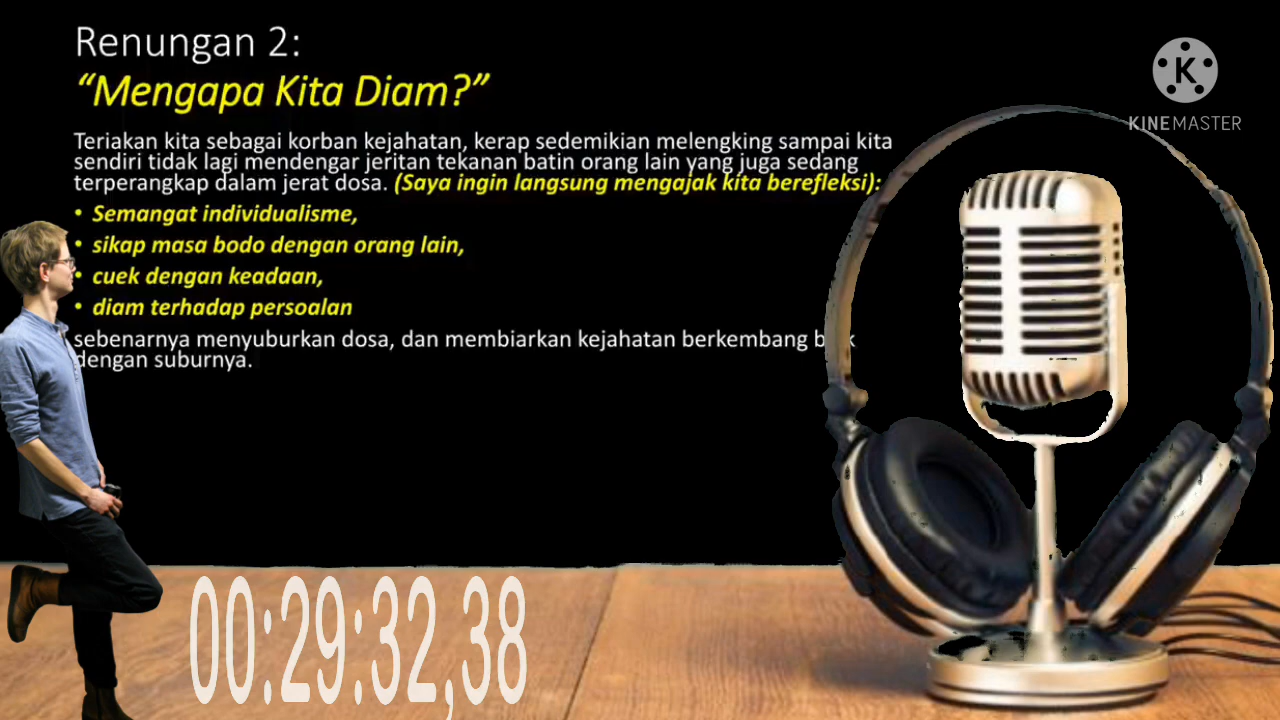 Renungan 2:
“Mengapa Kita Diam?”
Teriakan kita sebagai korban kejahatan, kerap sedemikian melengking sampai kita
sendiri tidak lagi mendengar jeritan tekanan batin orang lain yang juga sedang
terperangkap dalam jerat dosa. (Saya ingin langsung mengajak kita berefleksi):
• Semangat individualisme,
• sikap masa bodo dengan orang lain,
• cuek dengan keadaan,
• diam terhadap persoalan
sebenarnya menyuburkan dosa, dan membiarkan kejahatan berkembang
dengan suburnya.
K
KINEMASTER
00:29:32,38